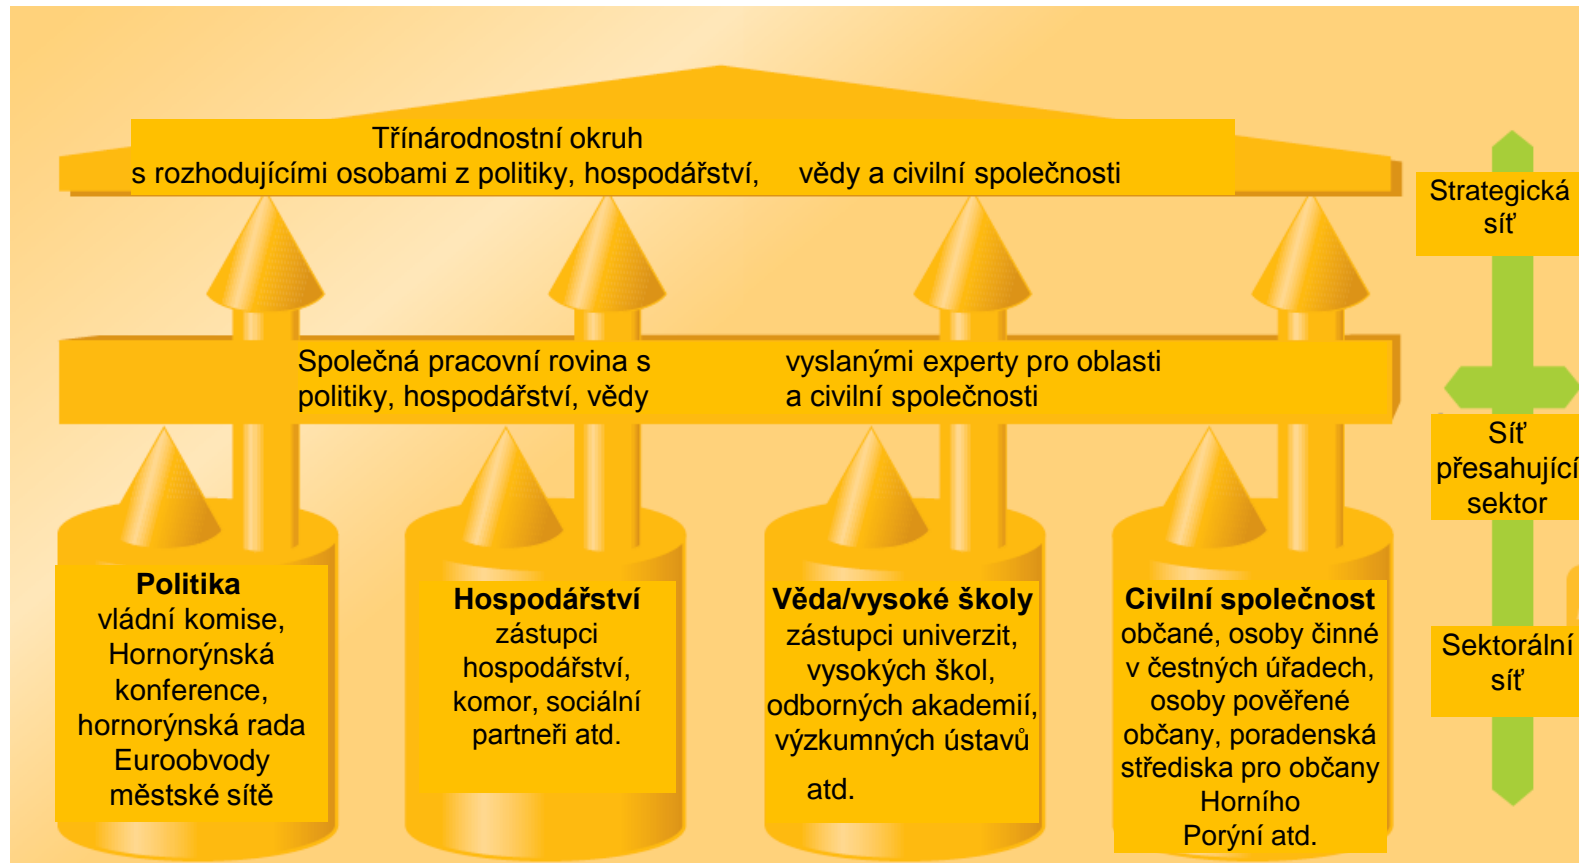 Třínárodnostní okruh
s rozhodujícími osobami z politiky, hospodářství, vědy a civilní společnosti
Strategická
síť
Společná pracovní rovina s vyslanými experty pro oblasti
politiky, hospodářství, vědy a civilní společnosti
Síť
přesahující
sektor
Politika
vládní komise,
Hornorýnská
konference,
hornorýnská rada
Euroobvody
městské sítě
Hospodářství
zástupci
hospodářství,
komor, sociální
partneři atd.
Věda/vysoké školy
zástupci univerzit,
vysokých škol,
odborných akademií,
výzkumných ústavů
atd.
Civilní společnost
občané, osoby činné
v čestných úřadech,
osoby pověřené
občany, poradenská
střediska pro občany
Horního
Porýní atd.
Sektorální
síť